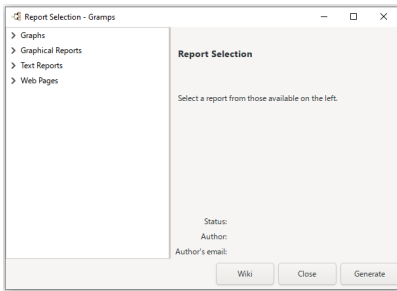 Report Selection - Gramps
Graphs
Graphical Reports
Text Reports
Web Pages
Report Selection
Select a report from those available on the left.
Status:
Author:
Author's email:
Wiki
Close
Generate